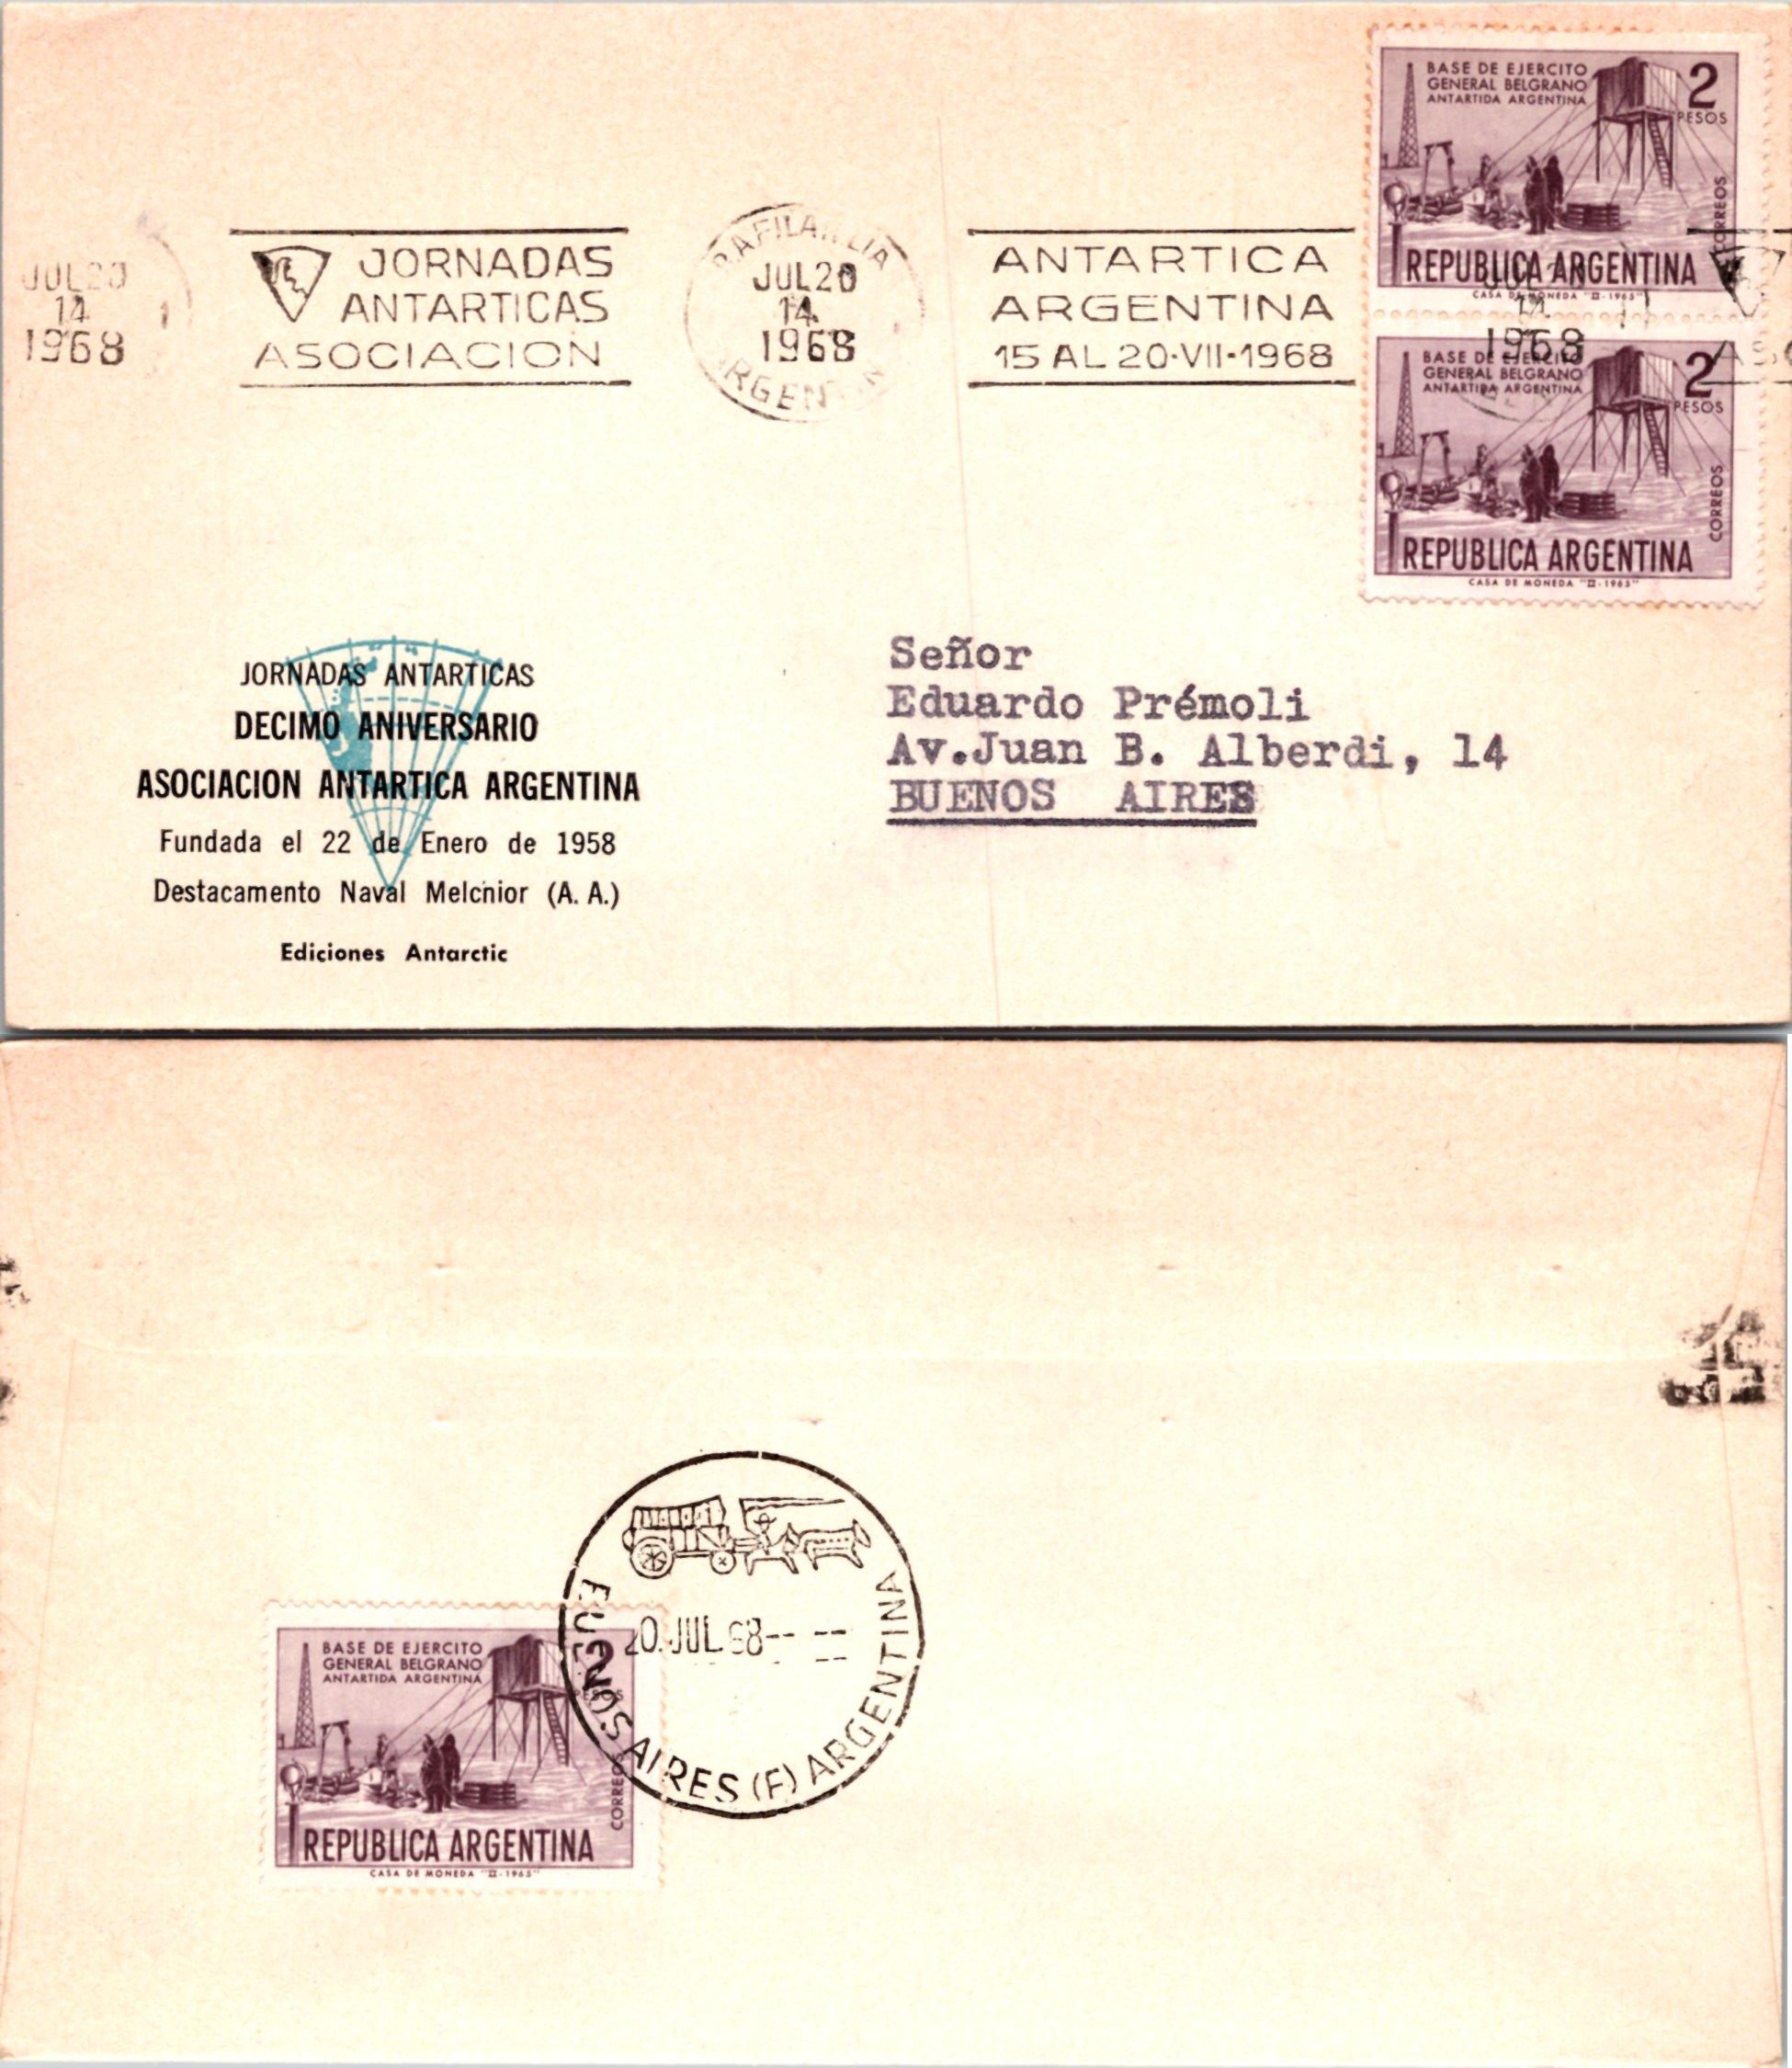 BASE DE EJERCITO
GENERAL BELGRANO
ANTARTIDA ARGENTINA
2
PESOS
CORREOS
REPUBLICA ARGENTINA
CASA DE MONEDA "II-1965"
JUL20
14
1968
JORNADAS
ANTARTICAS
ASOCIACION
JUL20
14
1968
ANTARTICA
ARGENTINA
15 AL 20-VII-1968
1968
BASE DE EJERCITO
GENERAL BELGRANO
ANTARTIDA ARGENTINA
2
PESOS
CORREOS
REPUBLICA ARGENTINA
CASA DE MONEDA "II-1965"
JORNADAS ANTARTICAS
DECIMO ANIVERSARIO
ASOCIACION ANTARTICA ARGENTINA
Fundada el 22 de Enero de 1958
Destacamento Naval Melchior (A. A.)
Ediciones Antarctic
Señor
Eduardo Prémoli
Av.Juan B. Alberdi, 14
BUENOS AIRES
20.JUL.68
BUENOS AIRES (F) ARGENTINA
BASE DE EJERCITO
GENERAL BELGRANO
ANTARTIDA ARGENTINA
2
CORREOS
REPUBLICA ARGENTINA
CASA DE MONEDA "II-1965"